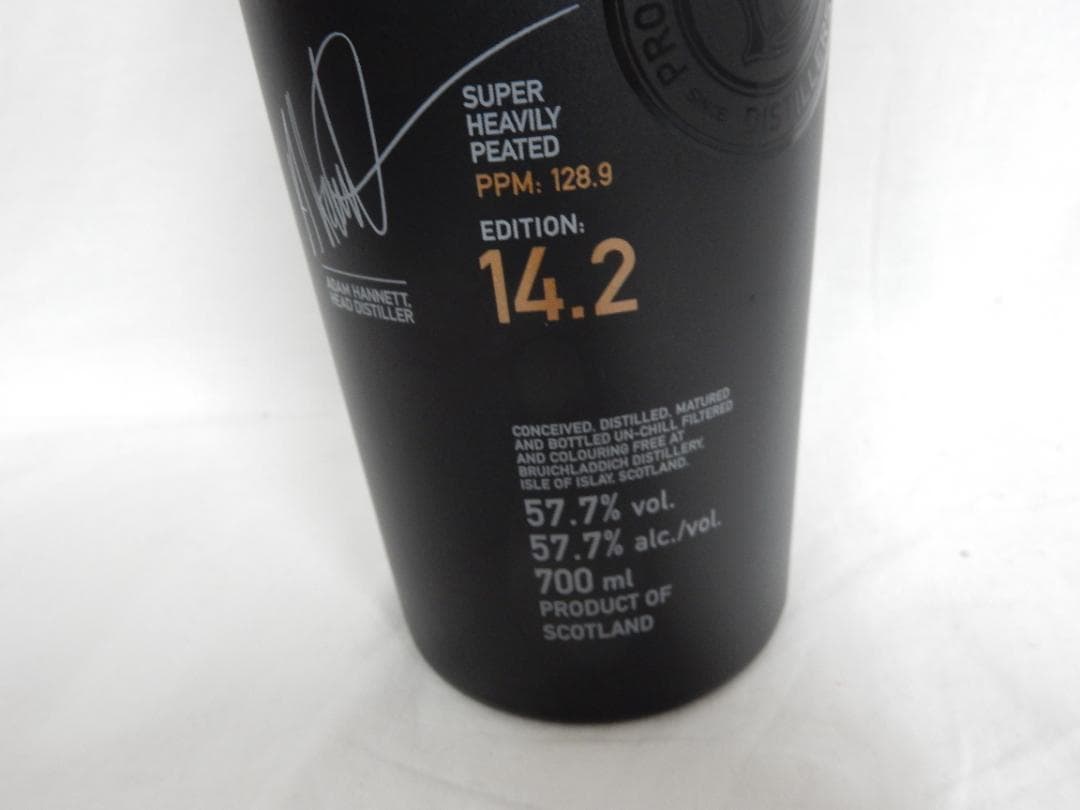 PRO
DISTILLER
SUPER
HEAVILY
PEATED
PPM: 128.9
EDITION:
14.2
ADAM HANNETT,
HEAD DISTILLER
CONCEIVED, DISTILLED, MATURED
AND BOTTLED UN-CHILL FILTERED
AND COLOURING FREE AT
BRUICHLADDICH DISTILLERY,
ISLE OF ISLAY, SCOTLAND.
57.7% vol.
57.7% alc./vol.
700 ml
PRODUCT OF
SCOTLAND